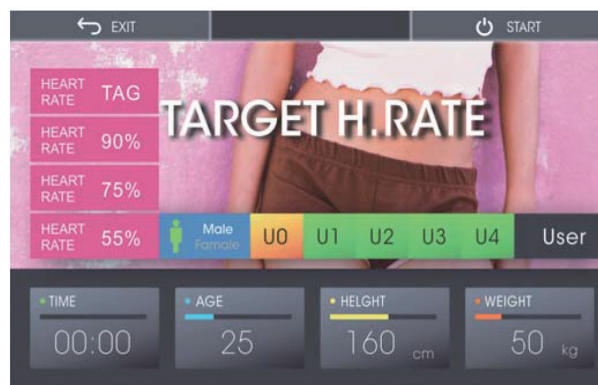 EXIT
START
HEART RATE TAG
TARGET H.RATE
HEART RATE 90%
HEART RATE 75%
HEART RATE 55%
Male
Famale
U0 U1 U2 U3 U4 User
TIME
00:00
AGE
25
HELGHT
160 cm
WEIGHT
50 kg